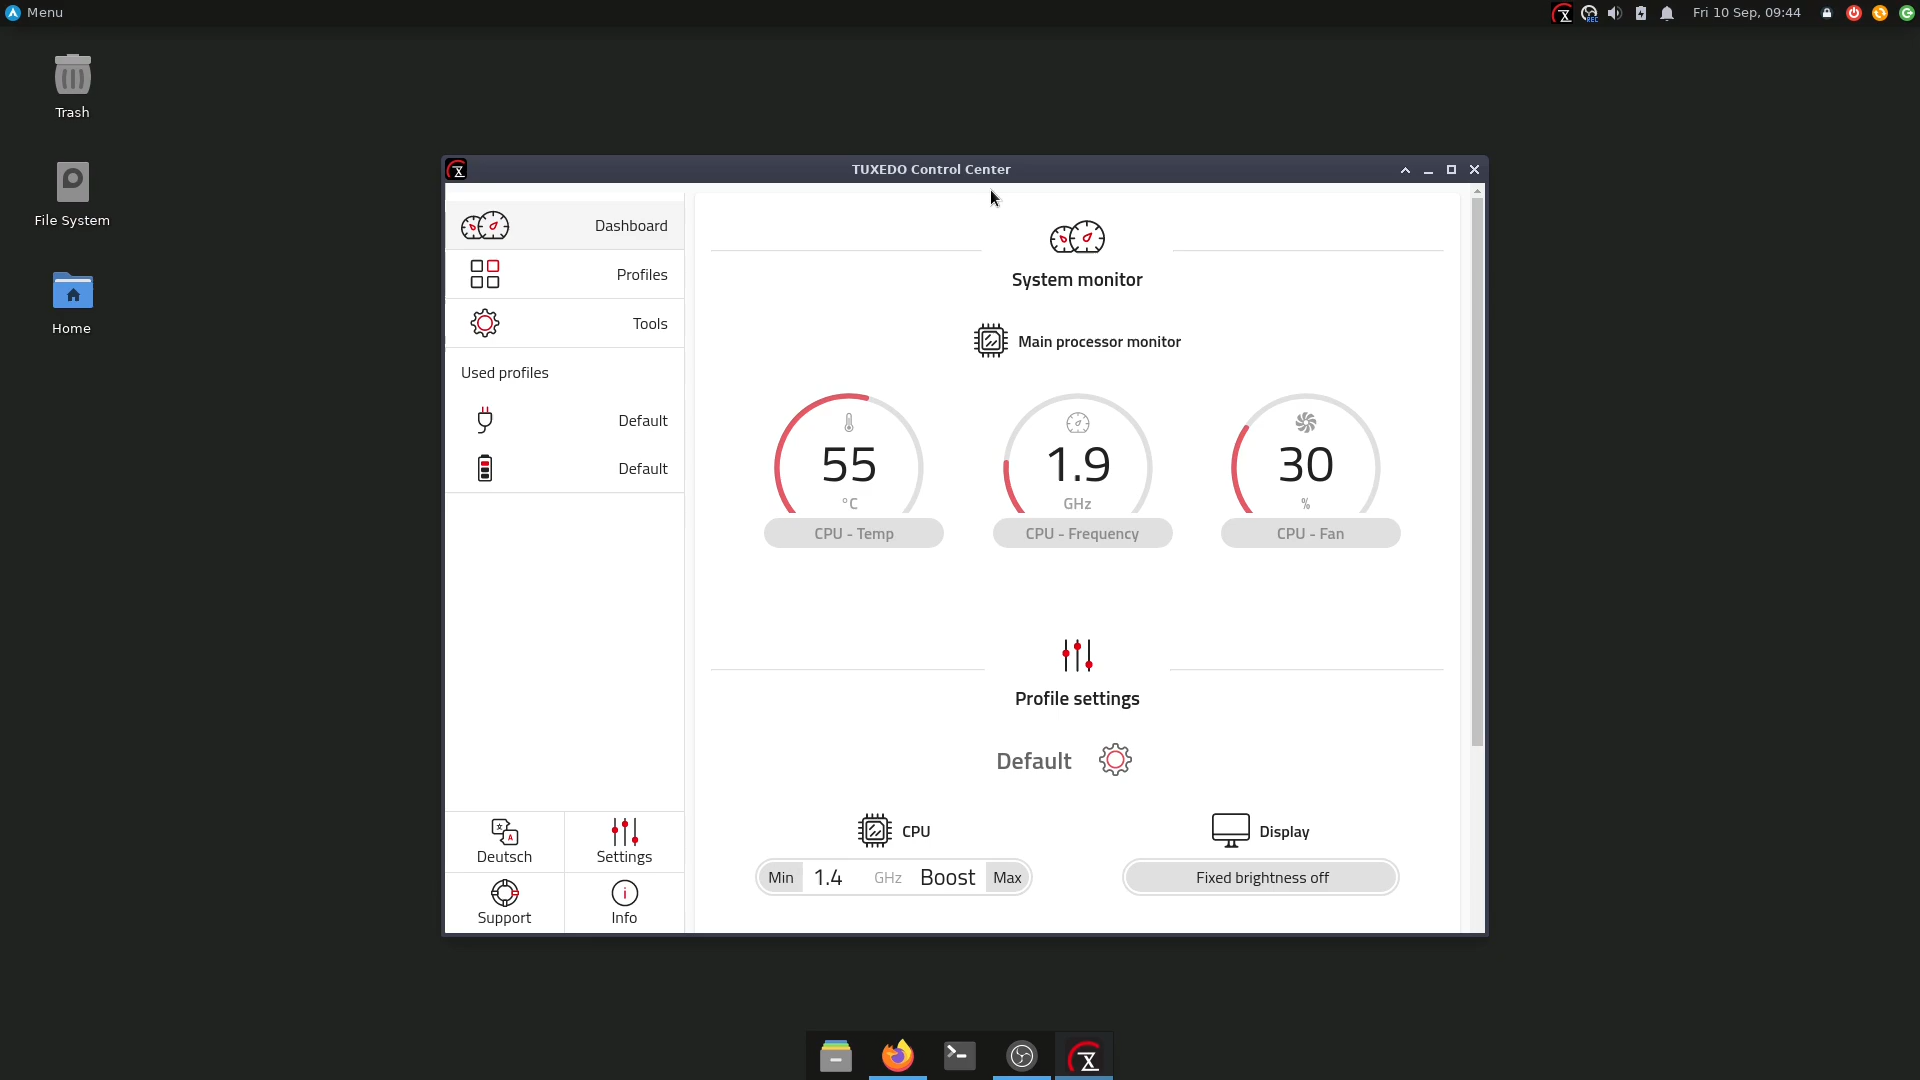 Menu
REC
Fri 10 Sep, 09:44
Trash
File System
Home
TUXEDO Control Center
Dashboard
Profiles
Tools
Used profiles
Default
Default
Deutsch
Settings
Support
Info
System monitor
Main processor monitor
55
°C
CPU - Temp
1.9
GHz
CPU - Frequency
30
%
CPU - Fan
Profile settings
Default
CPU
Min 1.4 GHz Boost Max
Display
Fixed brightness off